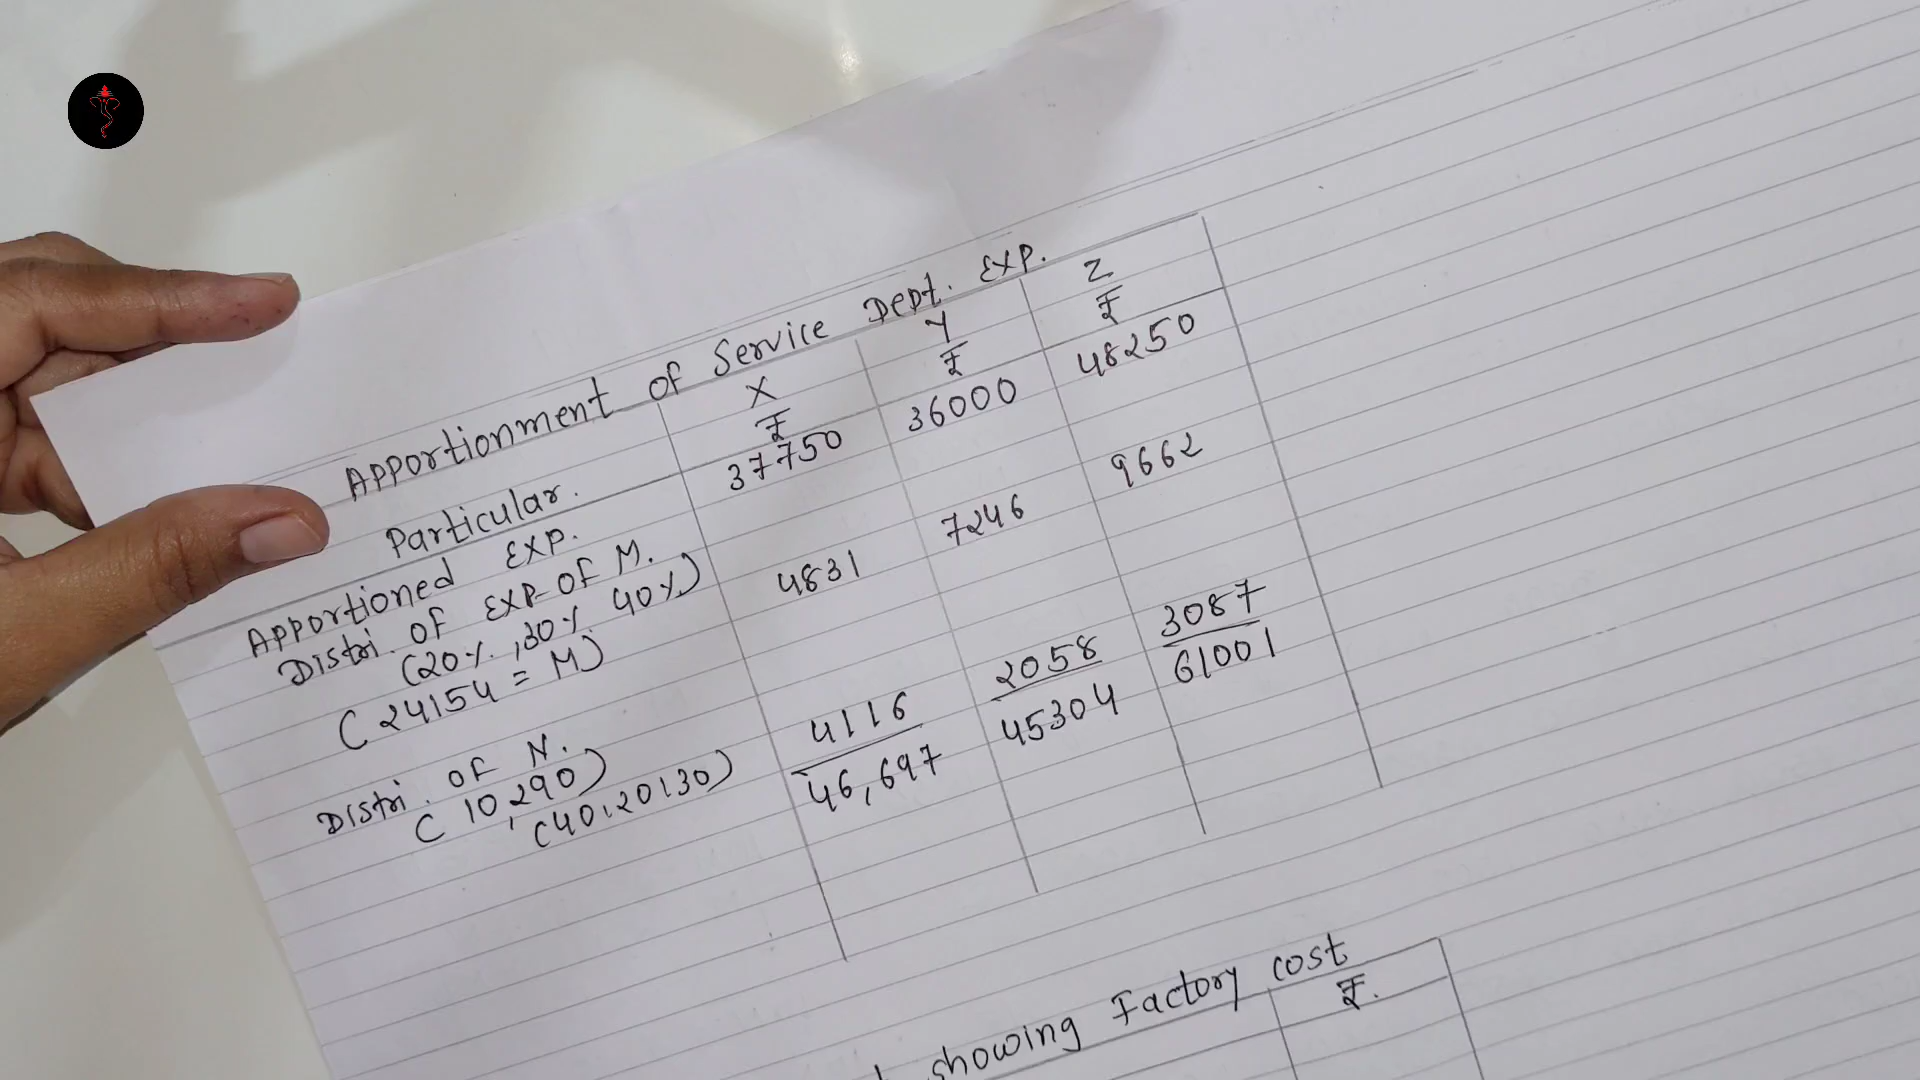 Apportionment of Service Dept. Exp.
Particular. X Y Z
₹ ₹ ₹
Apportioned Exp. 37750 36000 48250
Distri. of Exp. of M.
(20%, 30%, 40%) 4831 7246 9662
( 24154 = M)
Distri. of N.
( 10,290) 4116 2058 3087
(40,20,30) 46,697 45304 61001
showing Factory cost
₹.